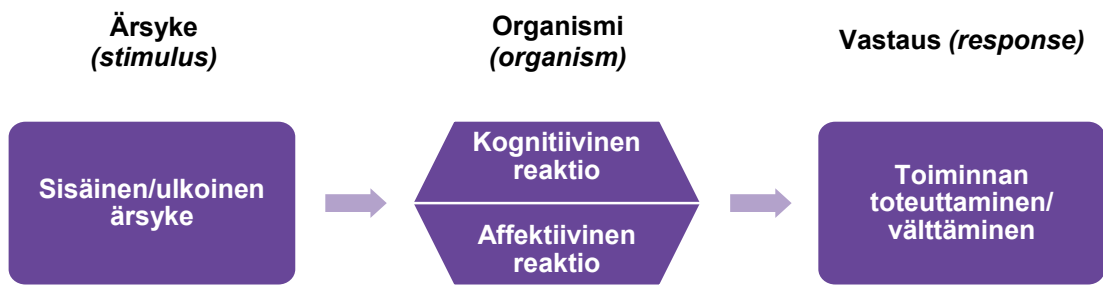 Ärsyke
(stimulus)
Organismi
(organism)
Vastaus (response)
Sisäinen/ulkoinen
ärsyke
Kognitiivinen
reaktio
Affektiivinen
reaktio
Toiminnan
toteuttaminen/
välttäminen